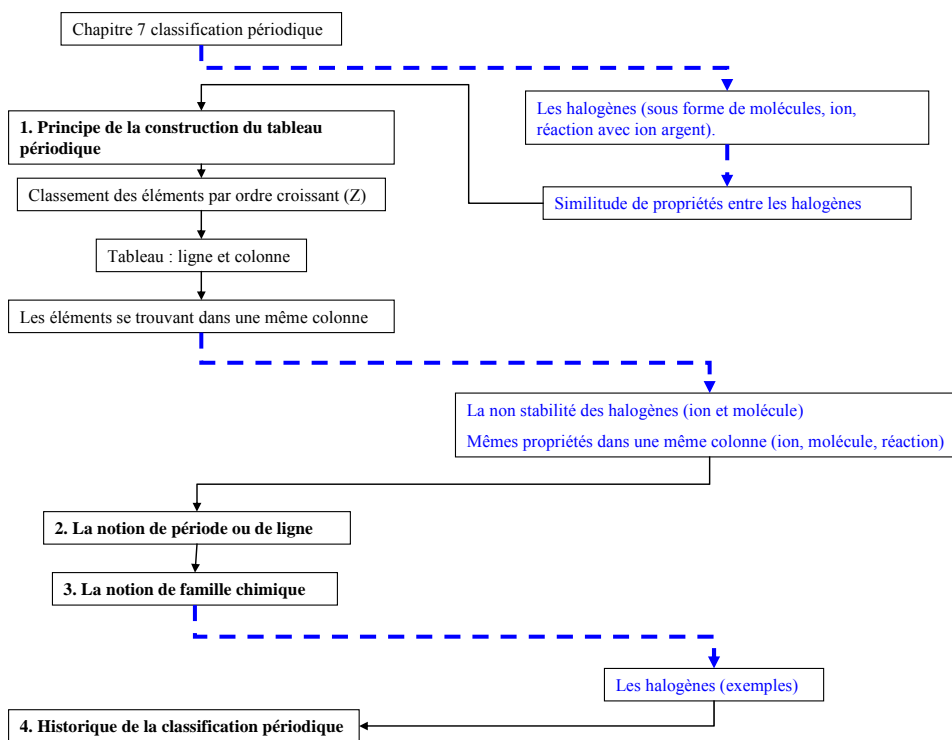 Chapitre 7 classification périodique
Les halogènes (sous forme de molécules, ion,
réaction avec ion argent).
1. Principe de la construction du tableau
périodique
Classement des éléments par ordre croissant (Z)
Similitude de propriétés entre les halogènes
Tableau : ligne et colonne
Les éléments se trouvant dans une même colonne
La non stabilité des halogènes (ion et molécule)
Mêmes propriétés dans une même colonne (ion, molécule, réaction)
2. La notion de période ou de ligne
3. La notion de famille chimique
Les halogènes (exemples)
4. Historique de la classification périodique